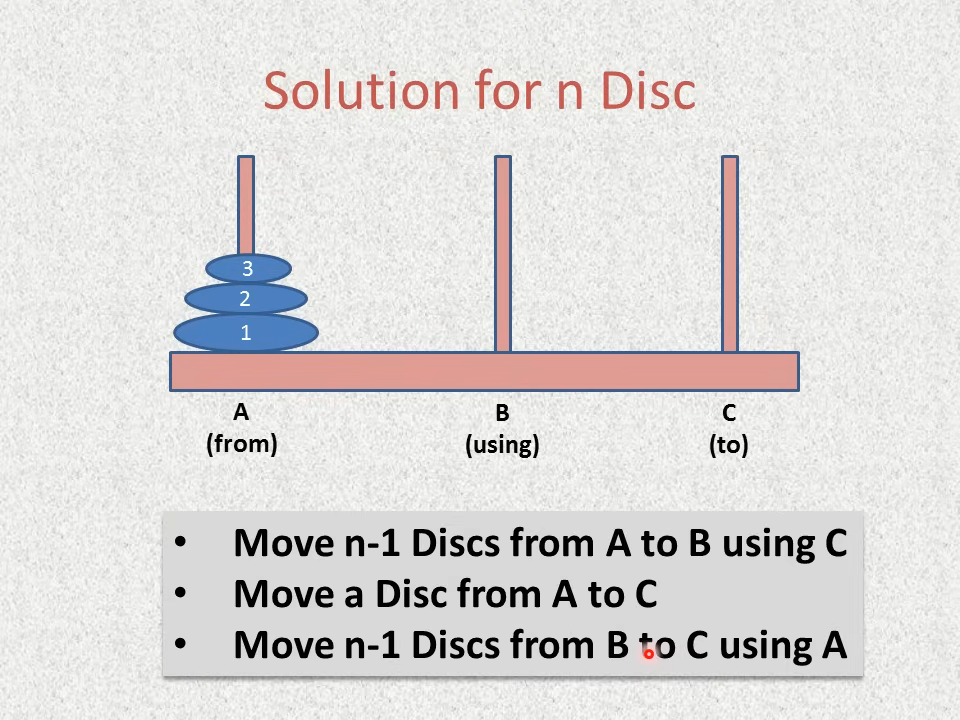 Solution for n Disc
3
2
1
A
(from)
B
(using)
C
(to)
• Move n-1 Discs from A to B using C
• Move a Disc from A to C
• Move n-1 Discs from B to C using A